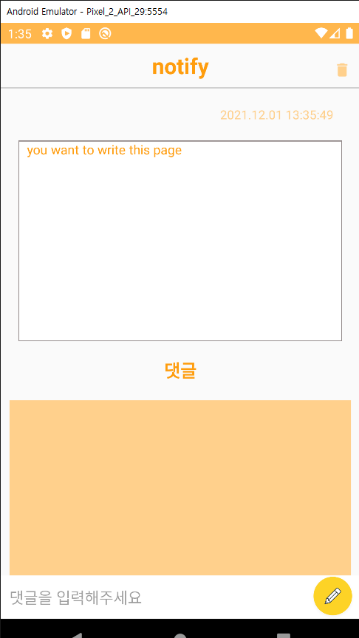 Android Emulator - Pixel_2_API_29:5554
1:35
notify
2021.12.01 13:35:49
you want to write this page
댓글
댓글을 입력해주세요